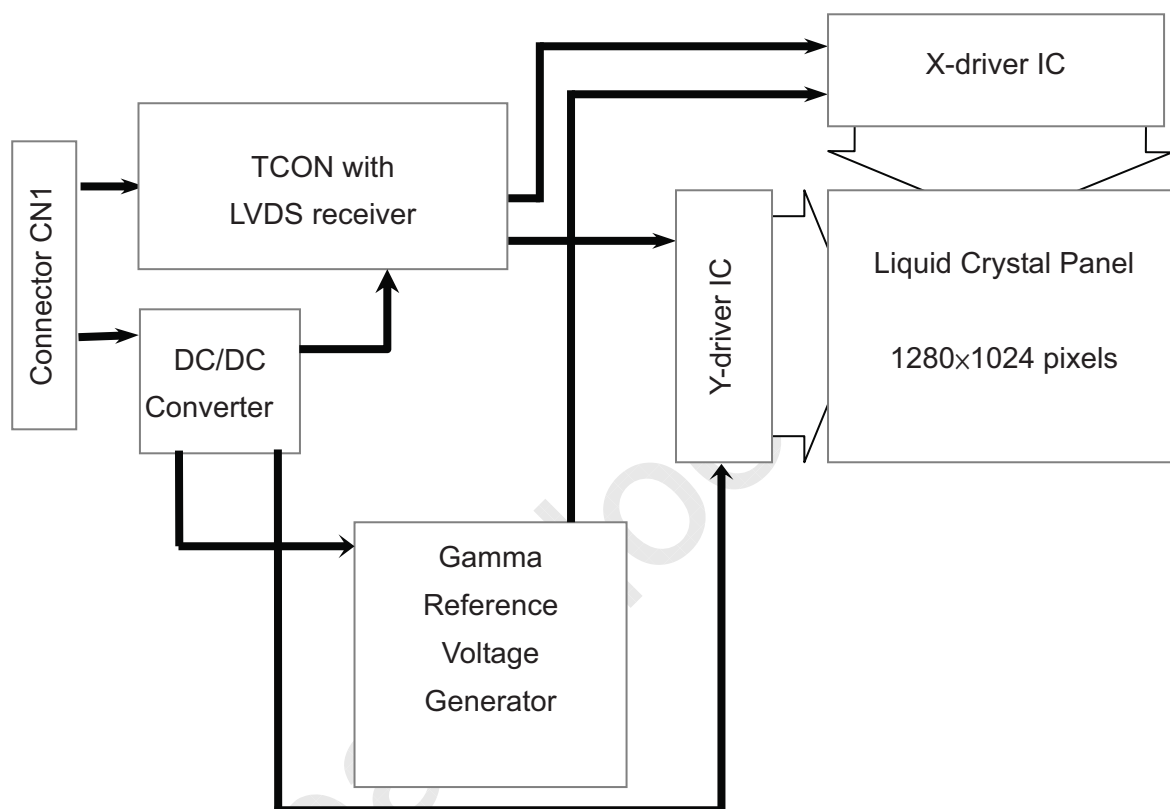 X-driver IC
TCON with
LVDS receiver
Connector CN1
Y-driver IC
Liquid Crystal Panel
1280×1024 pixels
DC/DC
Converter
Gamma
Reference
Voltage
Generator